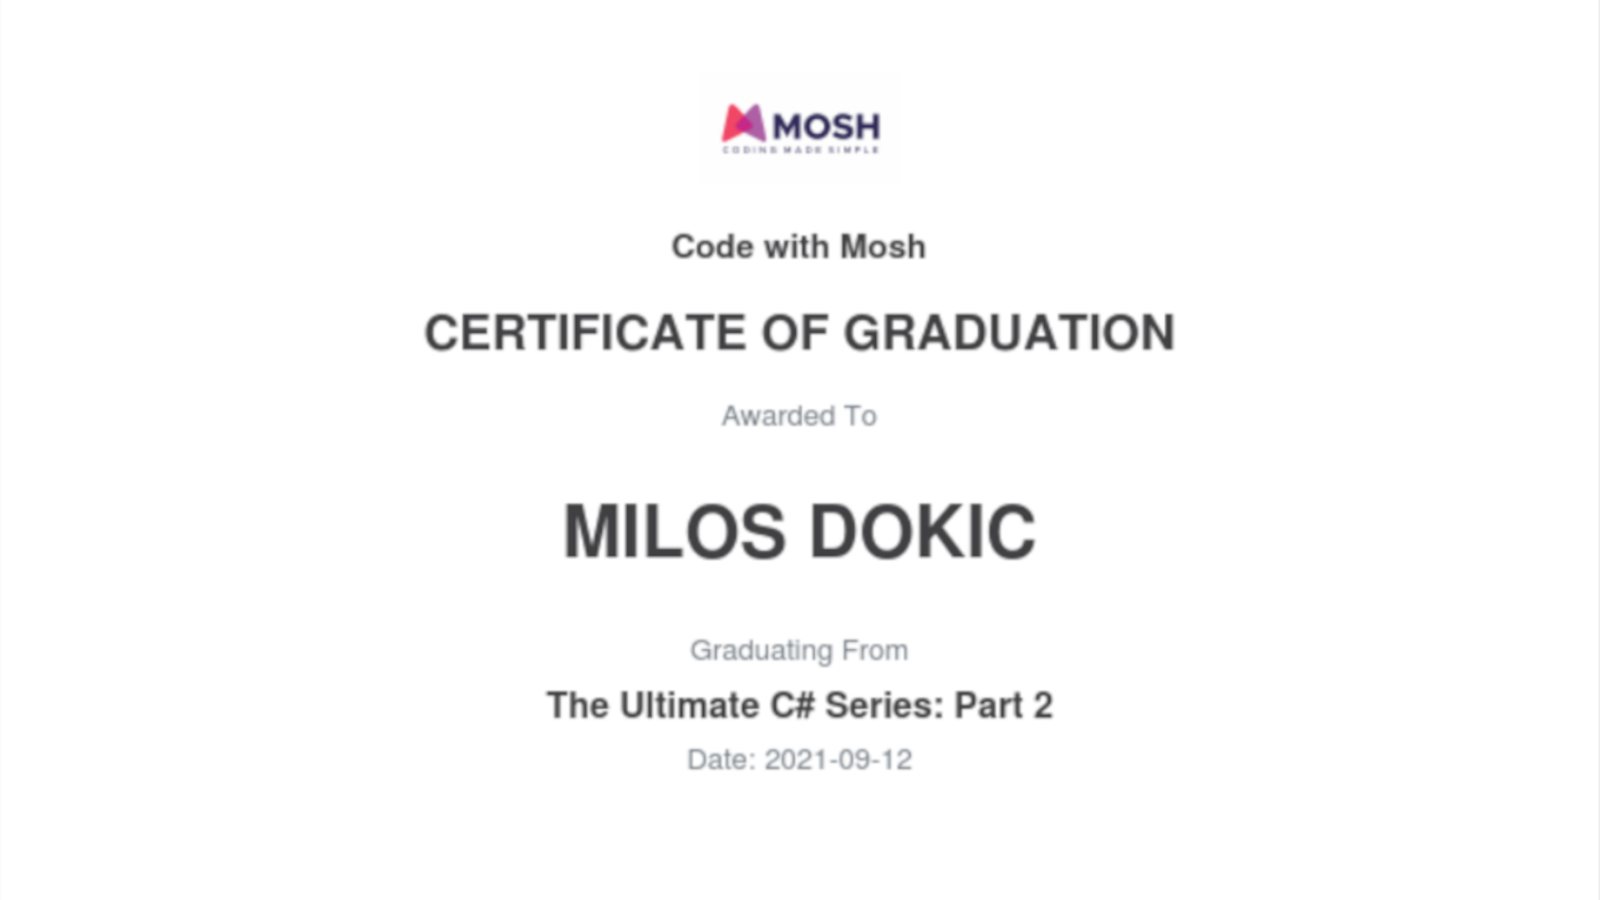 MOSH
CODING MADE SIMPLE
Code with Mosh
CERTIFICATE OF GRADUATION
Awarded To
MILOS DOKIC
Graduating From
The Ultimate C# Series: Part 2
Date: 2021-09-12